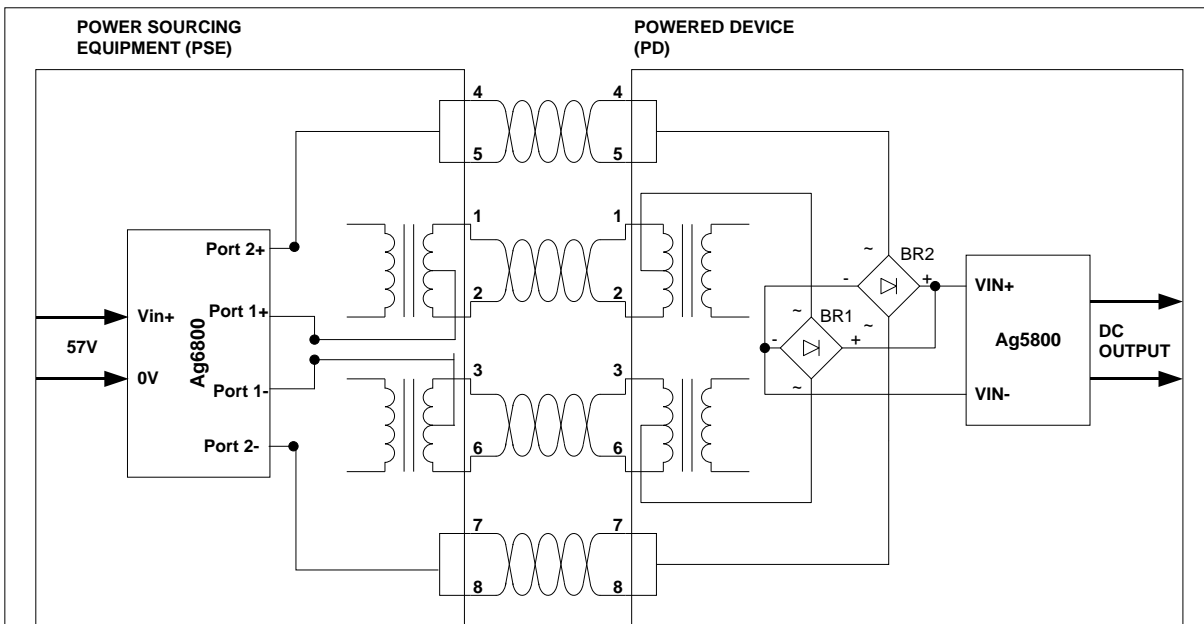 POWER SOURCING
EQUIPMENT (PSE)
POWERED DEVICE
(PD)
4
4
5
5
1
1
2
2
3
3
6
6
7
7
8
8
Port 2+
Port 1+
Port 1-
Port 2-
Vin+
57V
0V
Ag6800
~
BR2
-
+
~
~
BR1
-
+
~
VIN+
Ag5800
VIN-
DC
OUTPUT